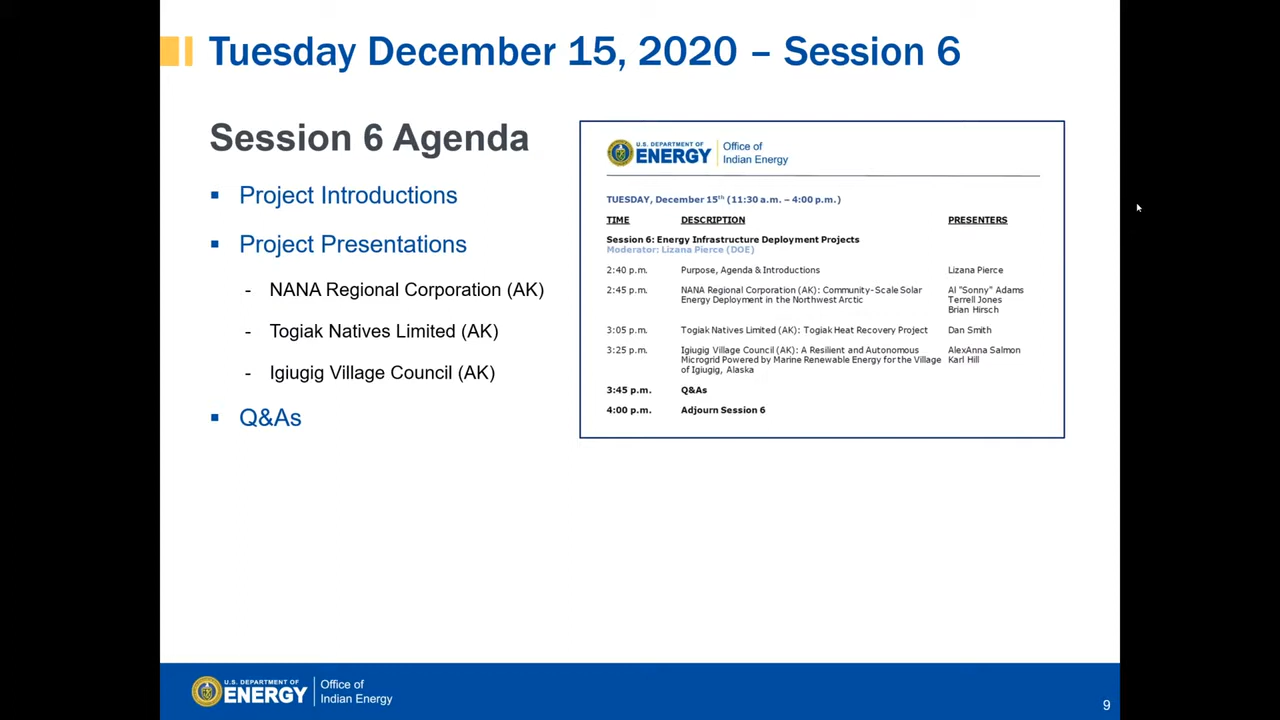 Tuesday December 15, 2020 – Session 6
Session 6 Agenda
▪ Project Introductions
▪ Project Presentations
- NANA Regional Corporation (AK)
- Togiak Natives Limited (AK)
- Igiugig Village Council (AK)
▪ Q&As
U.S. DEPARTMENT OF
ENERGY
Office of
Indian Energy
TUESDAY, December 15th (11:30 a.m. – 4:00 p.m.)
TIME DESCRIPTION PRESENTERS
Session 6: Energy Infrastructure Deployment Projects
Moderator: Lizana Pierce (DOE)
2:40 p.m. Purpose, Agenda & Introductions Lizana Pierce
2:45 p.m. NANA Regional Corporation (AK): Community-Scale Solar Al "Sonny" Adams
Energy Deployment in the Northwest Arctic Terrell Jones
Brian Hirsch
3:05 p.m. Togiak Natives Limited (AK): Togiak Heat Recovery Project Dan Smith
3:25 p.m. Igiugig Village Council (AK): A Resilient and Autonomous AlexAnna Salmon
Microgrid Powered by Marine Renewable Energy for the Village Karl Hill
of Igiugig, Alaska
3:45 p.m. Q&As
4:00 p.m. Adjourn Session 6
U.S. DEPARTMENT OF
ENERGY
Office of
Indian Energy
9